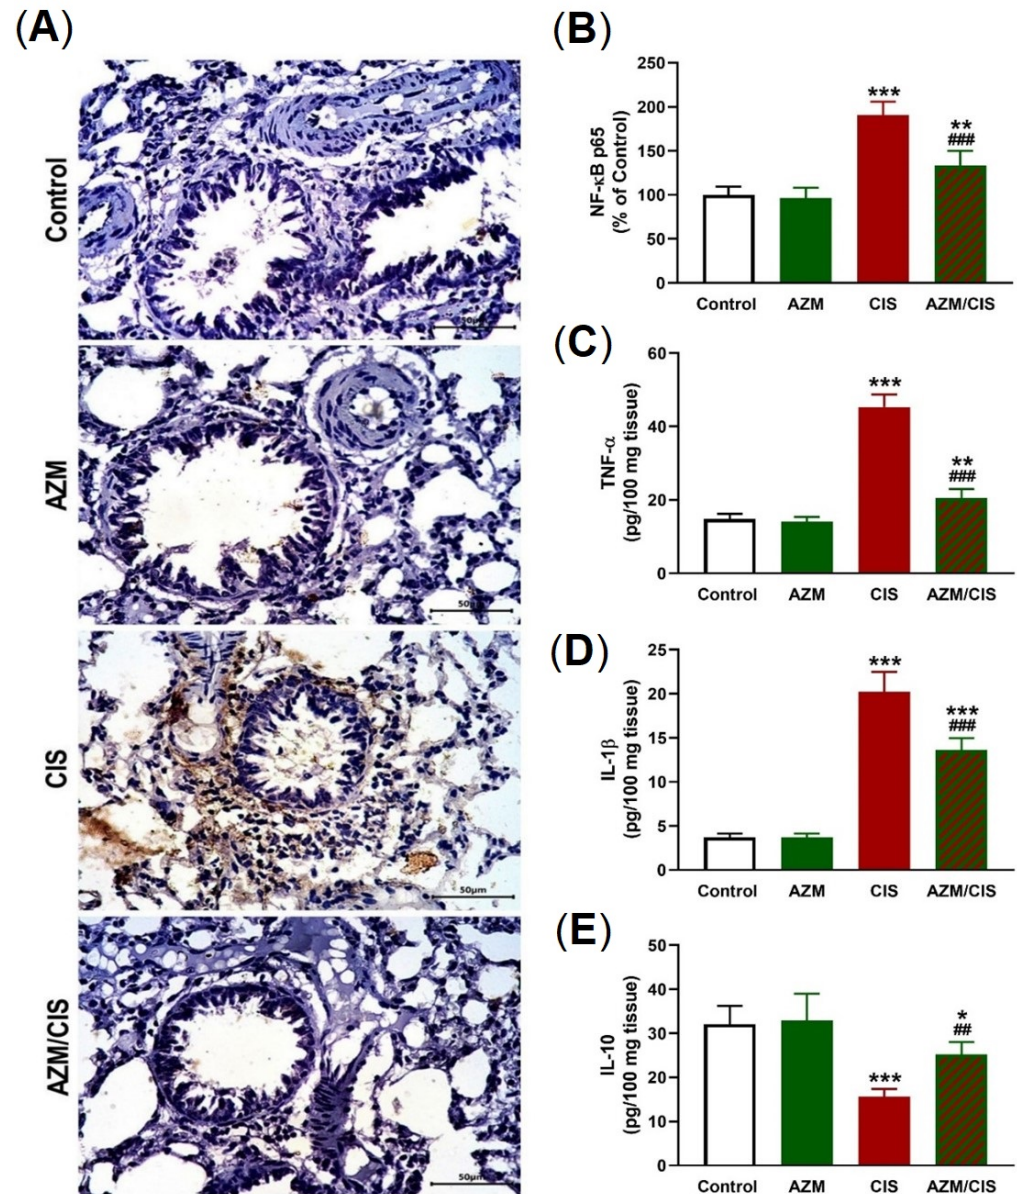 (A)
Control
50µm
AZM
50µm
CIS
50µm
AZM/CIS
50µm
(B)
NF-κB p65
(% of Control)
250
200
150
100
50
0
***
**
###
Control AZM CIS AZM/CIS
(C)
TNF-α
(pg/100 mg tissue)
60
40
20
0
***
**
###
Control AZM CIS AZM/CIS
(D)
IL-1β
(pg/100 mg tissue)
25
20
15
10
5
0
***
***
###
Control AZM CIS AZM/CIS
(E)
IL-10
(pg/100 mg tissue)
50
40
30
20
10
0
***
*
##
Control AZM CIS AZM/CIS